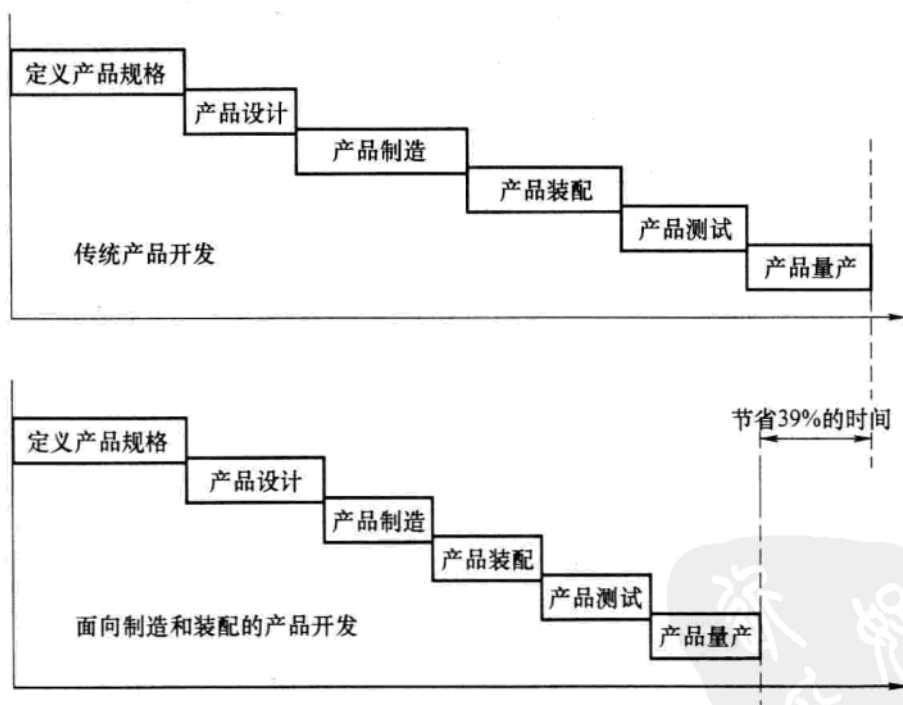 定义产品规格
产品设计
产品制造
产品装配
产品测试
产品量产
传统产品开发
节省39%的时间
定义产品规格
产品设计
产品制造
产品装配
产品测试
产品量产
面向制造和装配的产品开发